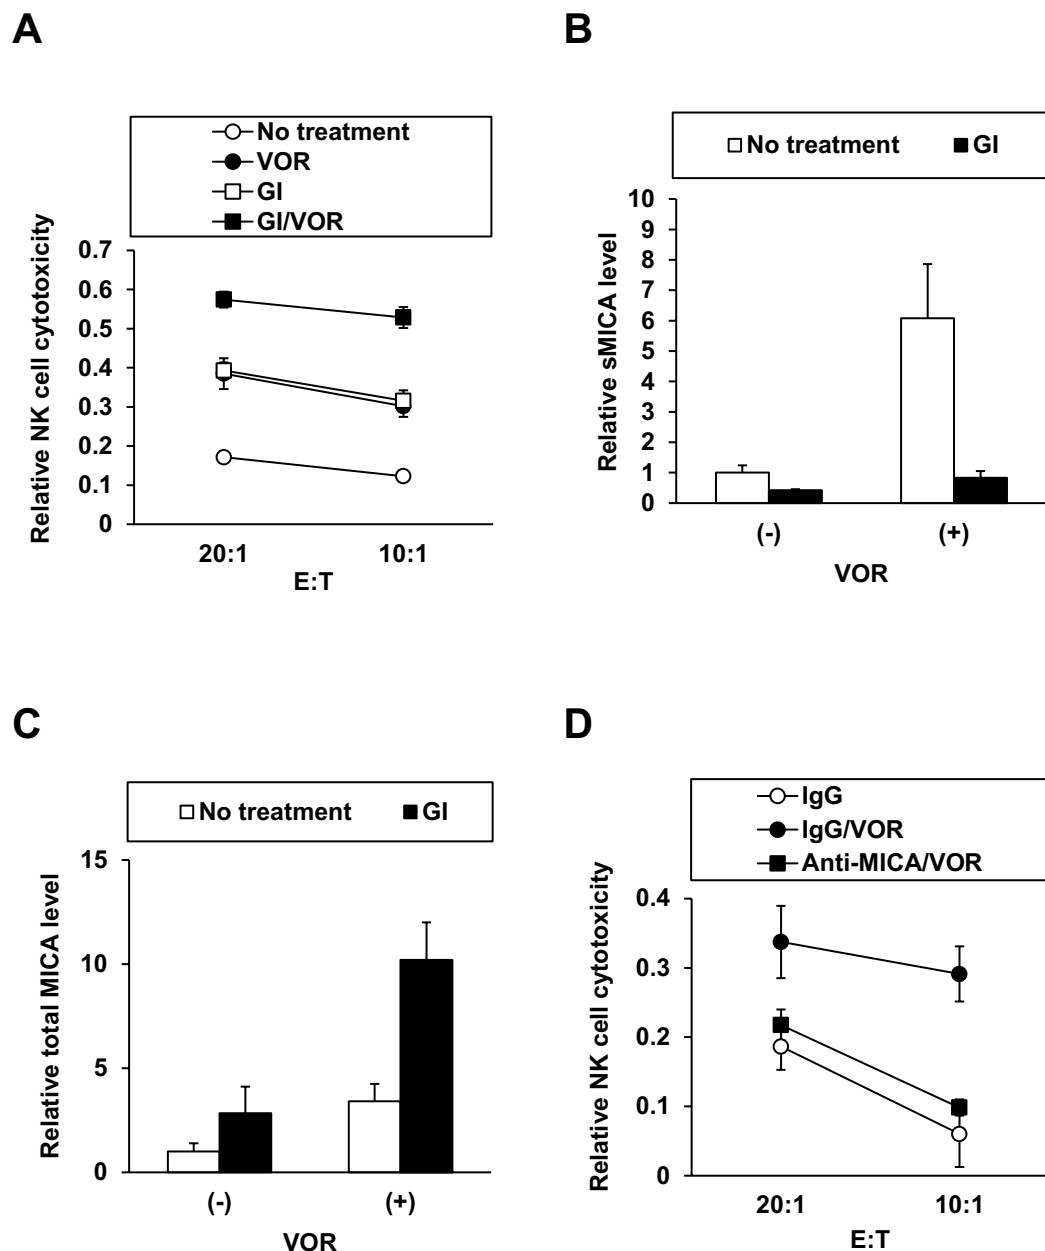 A
No treatment
VOR
GI
GI/VOR
Relative NK cell cytotoxicity
0.7
0.6
0.5
0.4
0.3
0.2
0.1
0
20:1
10:1
E:T
B
No treatment
GI
Relative sMICA level
10
9
8
7
6
5
4
3
2
1
0
(-)
(+)
VOR
C
No treatment
GI
Relative total MICA level
15
10
5
0
(-)
(+)
VOR
D
IgG
IgG/VOR
Anti-MICA/VOR
Relative NK cell cytotoxicity
0.4
0.3
0.2
0.1
0
20:1
10:1
E:T